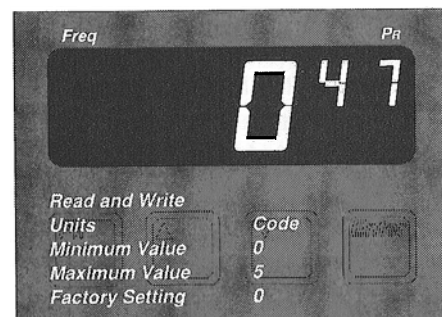 Freq PR
0 47
Read and Write
Units Code
Minimum Value 0
Maximum Value 5
Factory Setting 0